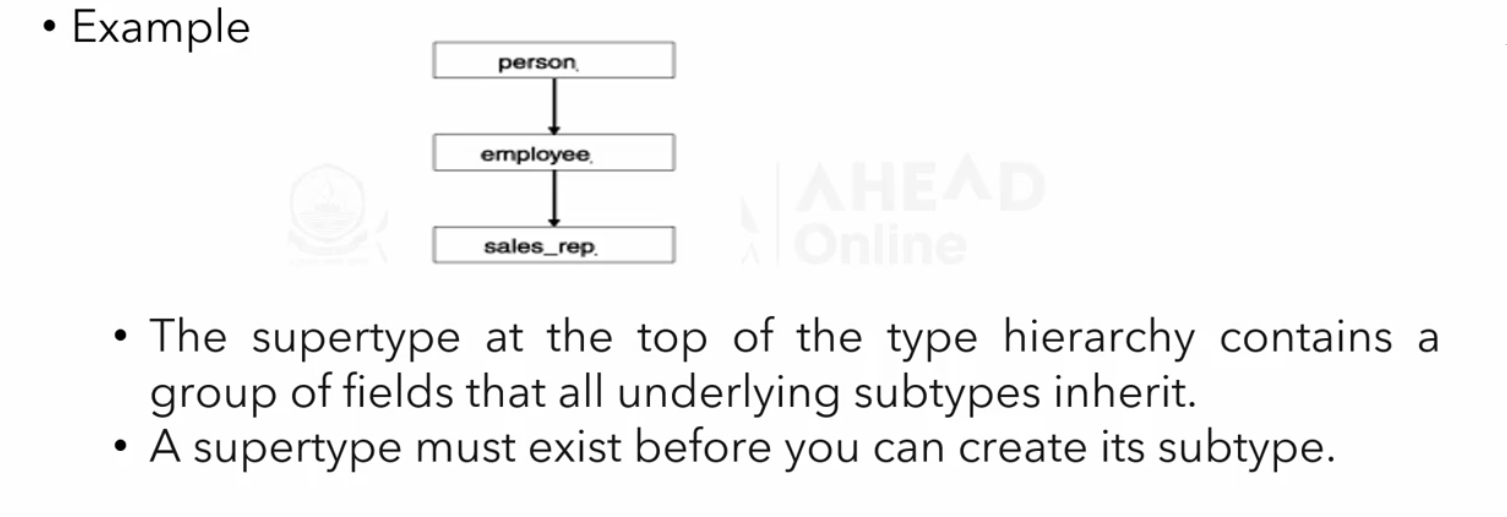 • Example
person
employee
sales_rep
AHEAD
Online
• The supertype at the top of the type hierarchy contains a
group of fields that all underlying subtypes inherit.
• A supertype must exist before you can create its subtype.